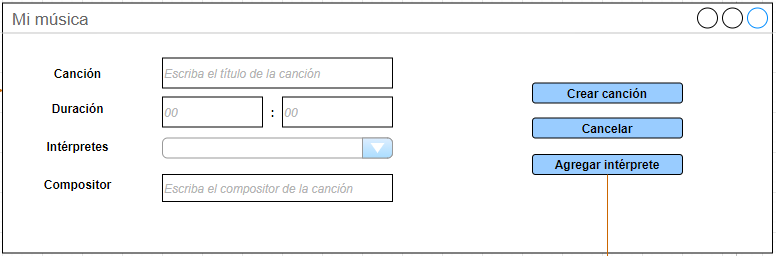 Mi música
Canción
Escriba el título de la canción
Duración
00 : 00
Intérpretes
Compositor
Escriba el compositor de la canción
Crear canción
Cancelar
Agregar intérprete